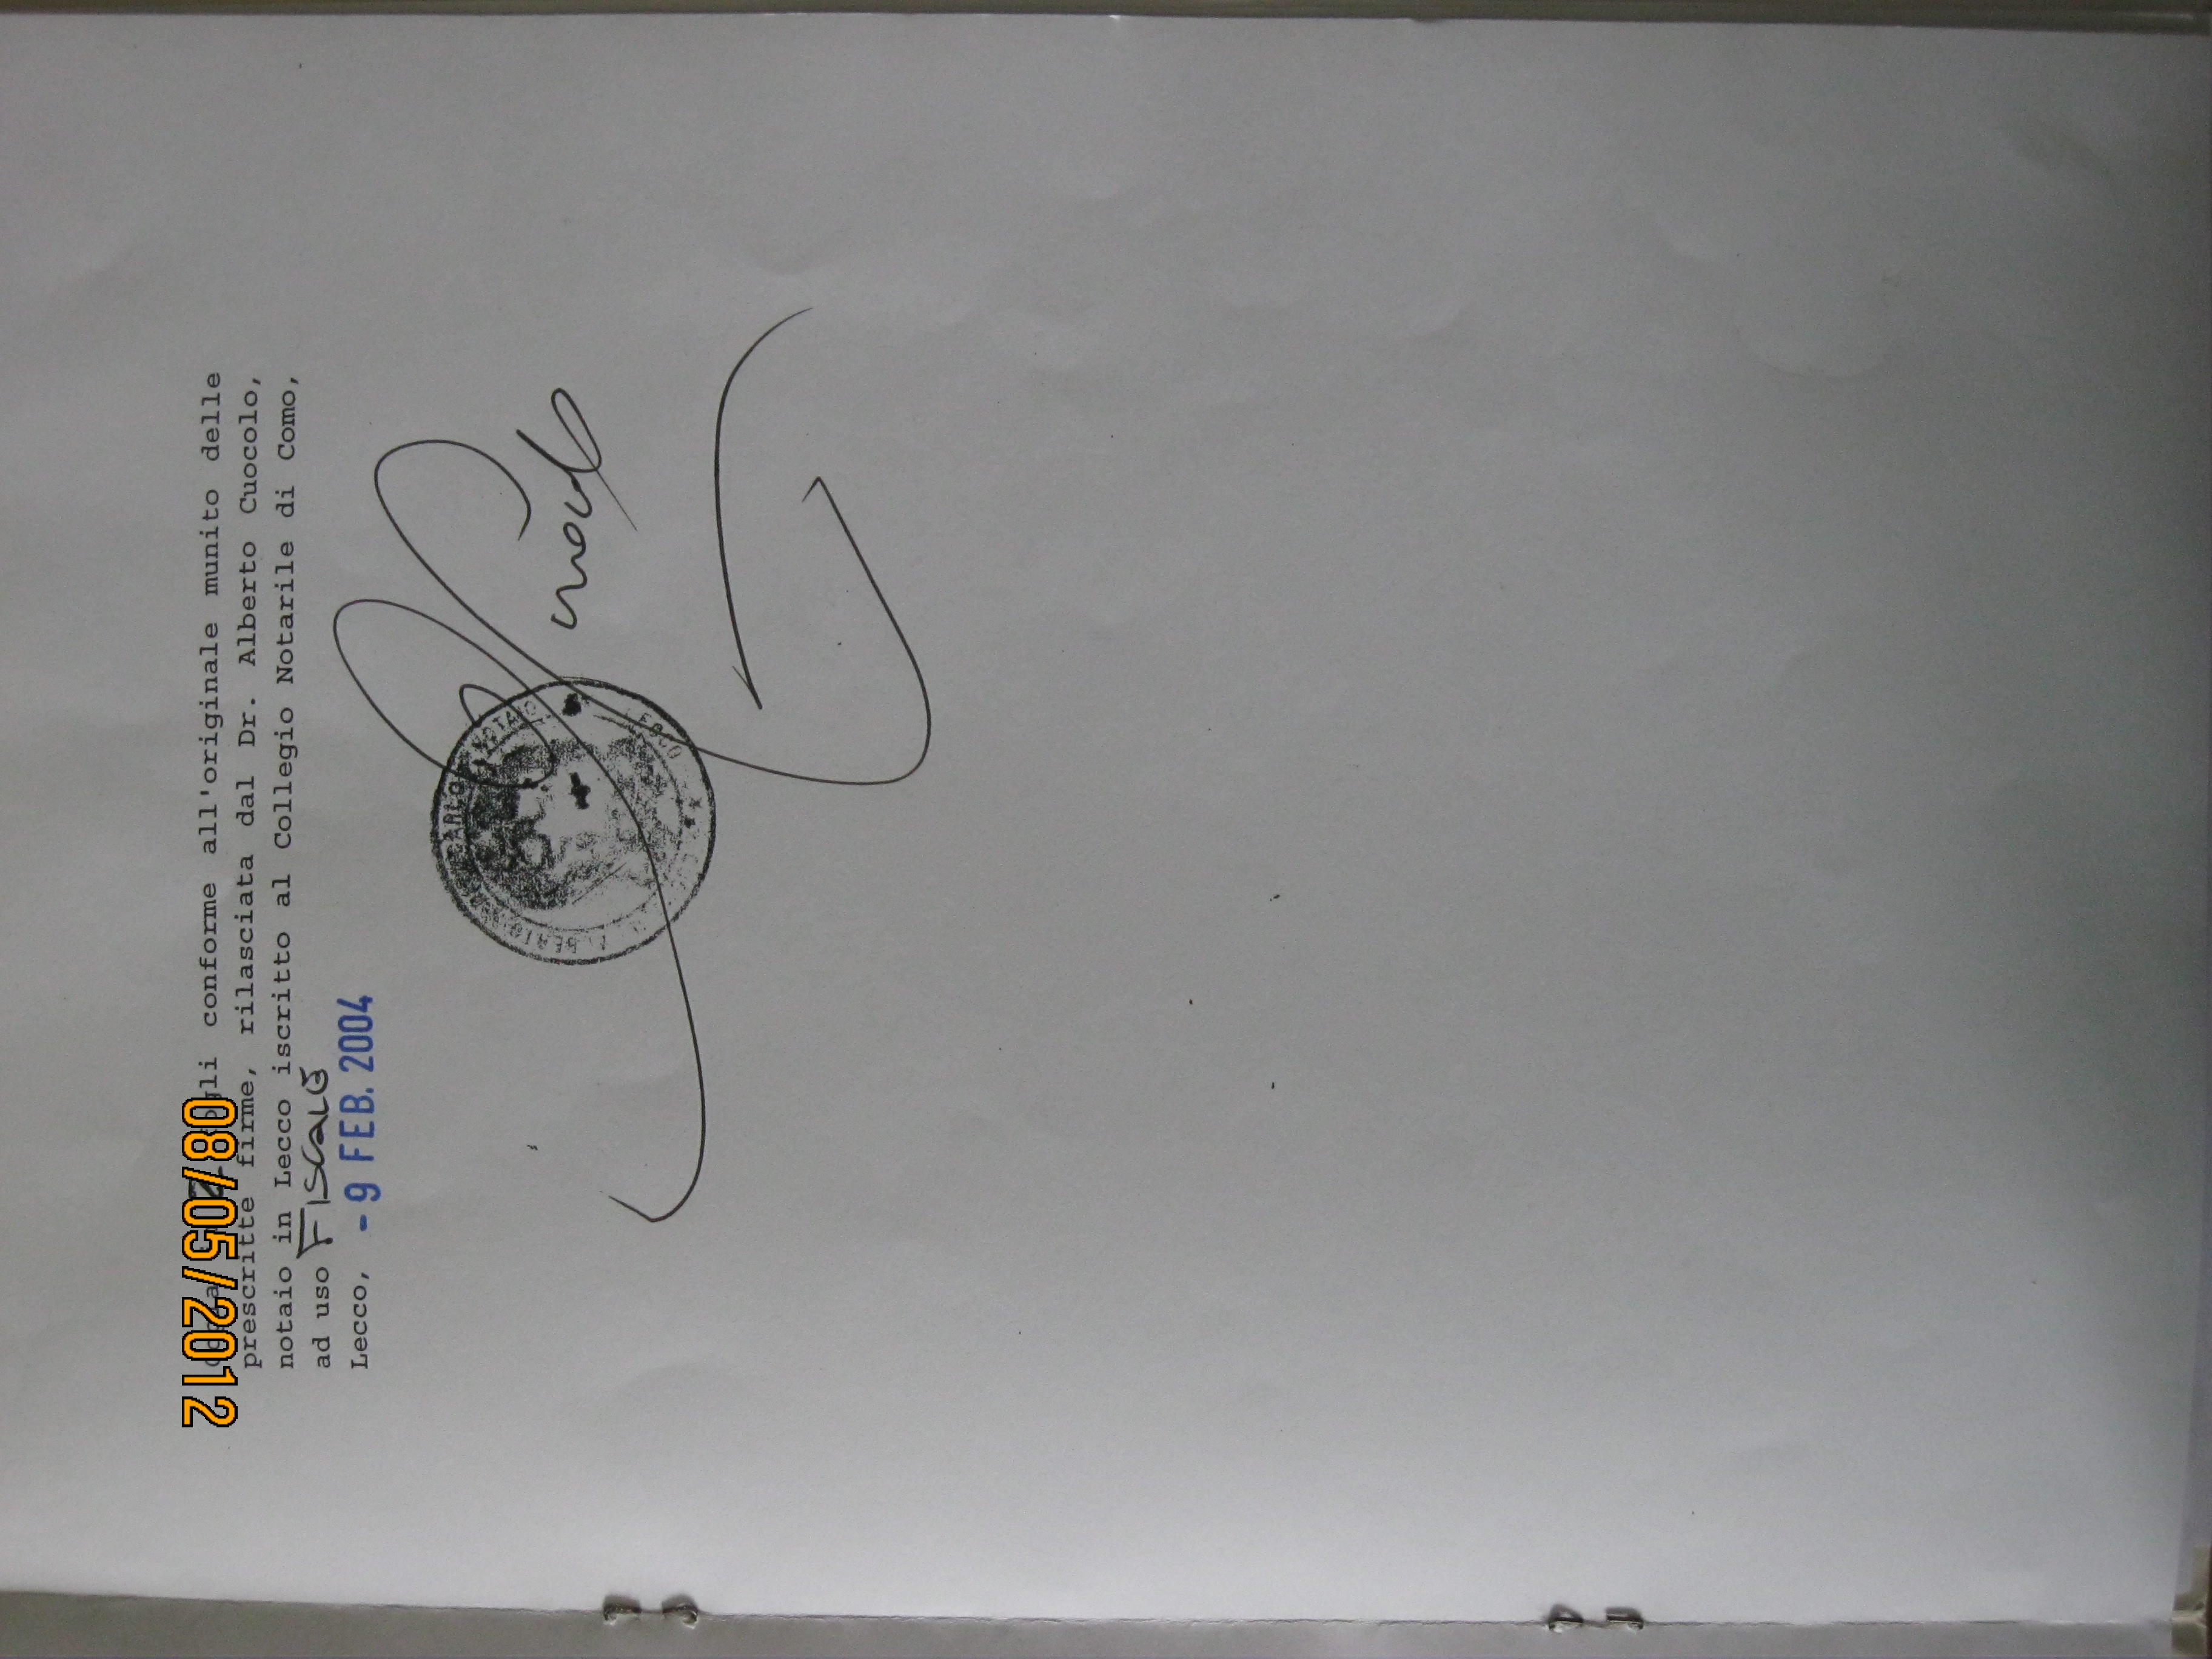 conforme all'originale munito delle
prescritte firme, rilasciata dal Dr. Alberto Cuocolo,
notaio in Lecco iscritto al Collegio Notarile di Como,
ad uso FISCALE
Lecco, - 9 FEB. 2004
NOTAIO
08/05/2012